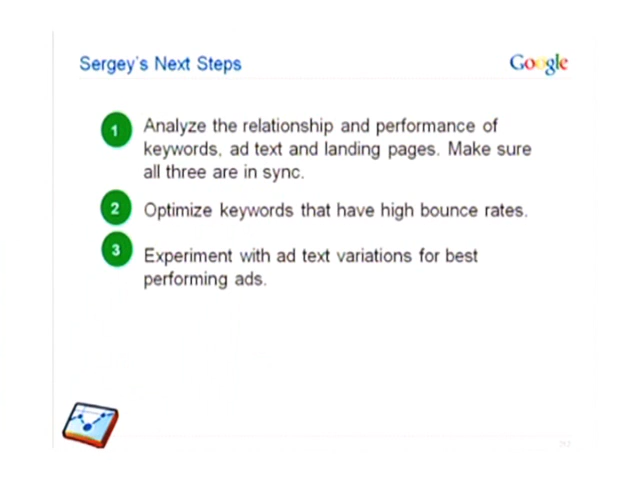 Sergey's Next Steps
Google
1
Analyze the relationship and performance of
keywords, ad text and landing pages. Make sure
all three are in sync.
2
Optimize keywords that have high bounce rates.
3
Experiment with ad text variations for best
performing ads.